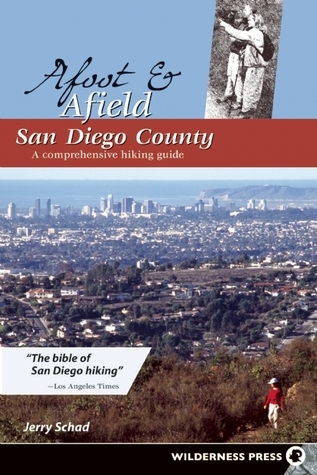 Afoot &
Afield
San Diego County
A comprehensive hiking guide
"The bible of
San Diego hiking"
—Los Angeles Times
Jerry Schad
WILDERNESS PRESS